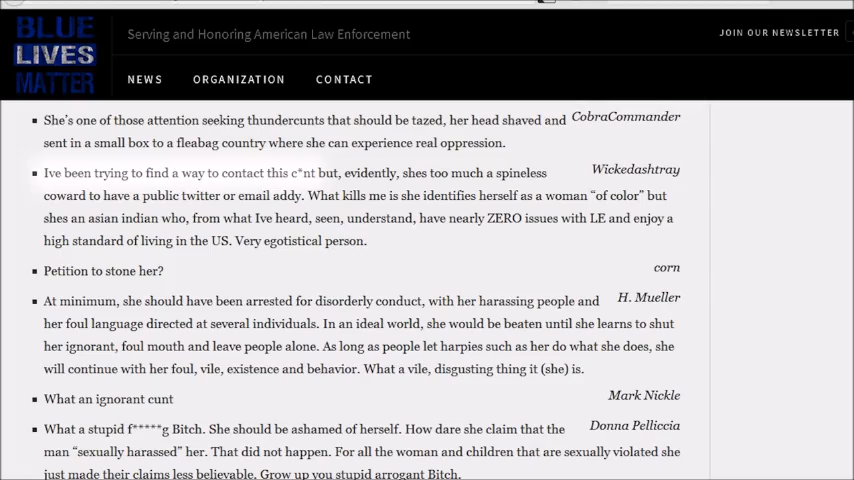 BLUE
LIVES
MATTER
Serving and Honoring American Law Enforcement
JOIN OUR NEWSLETTER
NEWS ORGANIZATION CONTACT
She's one of those attention seeking thundercunts that should be tazed, her head shaved and CobraCommander
sent in a small box to a fleabag country where she can experience real oppression.
Ive been trying to find a way to contact this c*nt but, evidently, shes too much a spineless Wickedashtray
coward to have a public twitter or email addy. What kills me is she identifies herself as a woman “of color” but
shes an asian indian who, from what Ive heard, seen, understand, have nearly ZERO issues with LE and enjoy a
high standard of living in the US. Very egotistical person.
Petition to stone her? corn
At minimum, she should have been arrested for disorderly conduct, with her harassing people and H. Mueller
her foul language directed at several individuals. In an ideal world, she would be beaten until she learns to shut
her ignorant, foul mouth and leave people alone. As long as people let harpies such as her do what she does, she
will continue with her foul, vile, existence and behavior. What a vile, disgusting thing it (she) is.
What an ignorant cunt Mark Nickle
What a stupid f*****g Bitch. She should be ashamed of herself. How dare she claim that the Donna Pelliccia
man “sexually harassed” her. That did not happen. For all the woman and children that are sexually violated she
just made their claims less believable. Grow up you stupid arrogant Bitch.